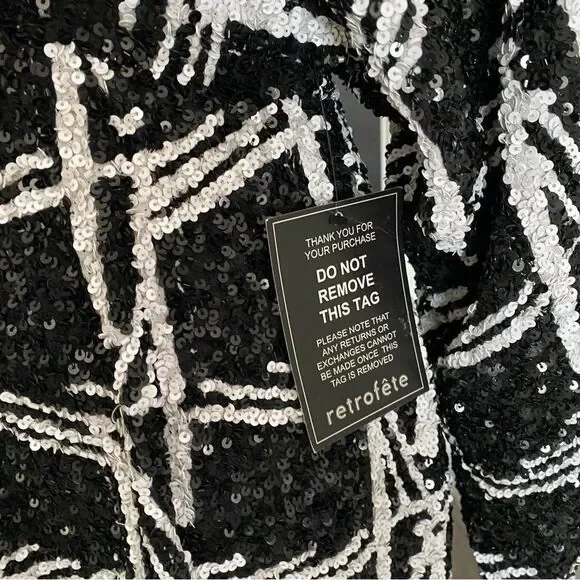 THANK YOU FOR
YOUR PURCHASE
DO NOT
REMOVE
THIS TAG
PLEASE NOTE THAT
ANY RETURNS OR
EXCHANGES CANNOT
BE MADE ONCE THIS
TAG IS REMOVED
retrofête